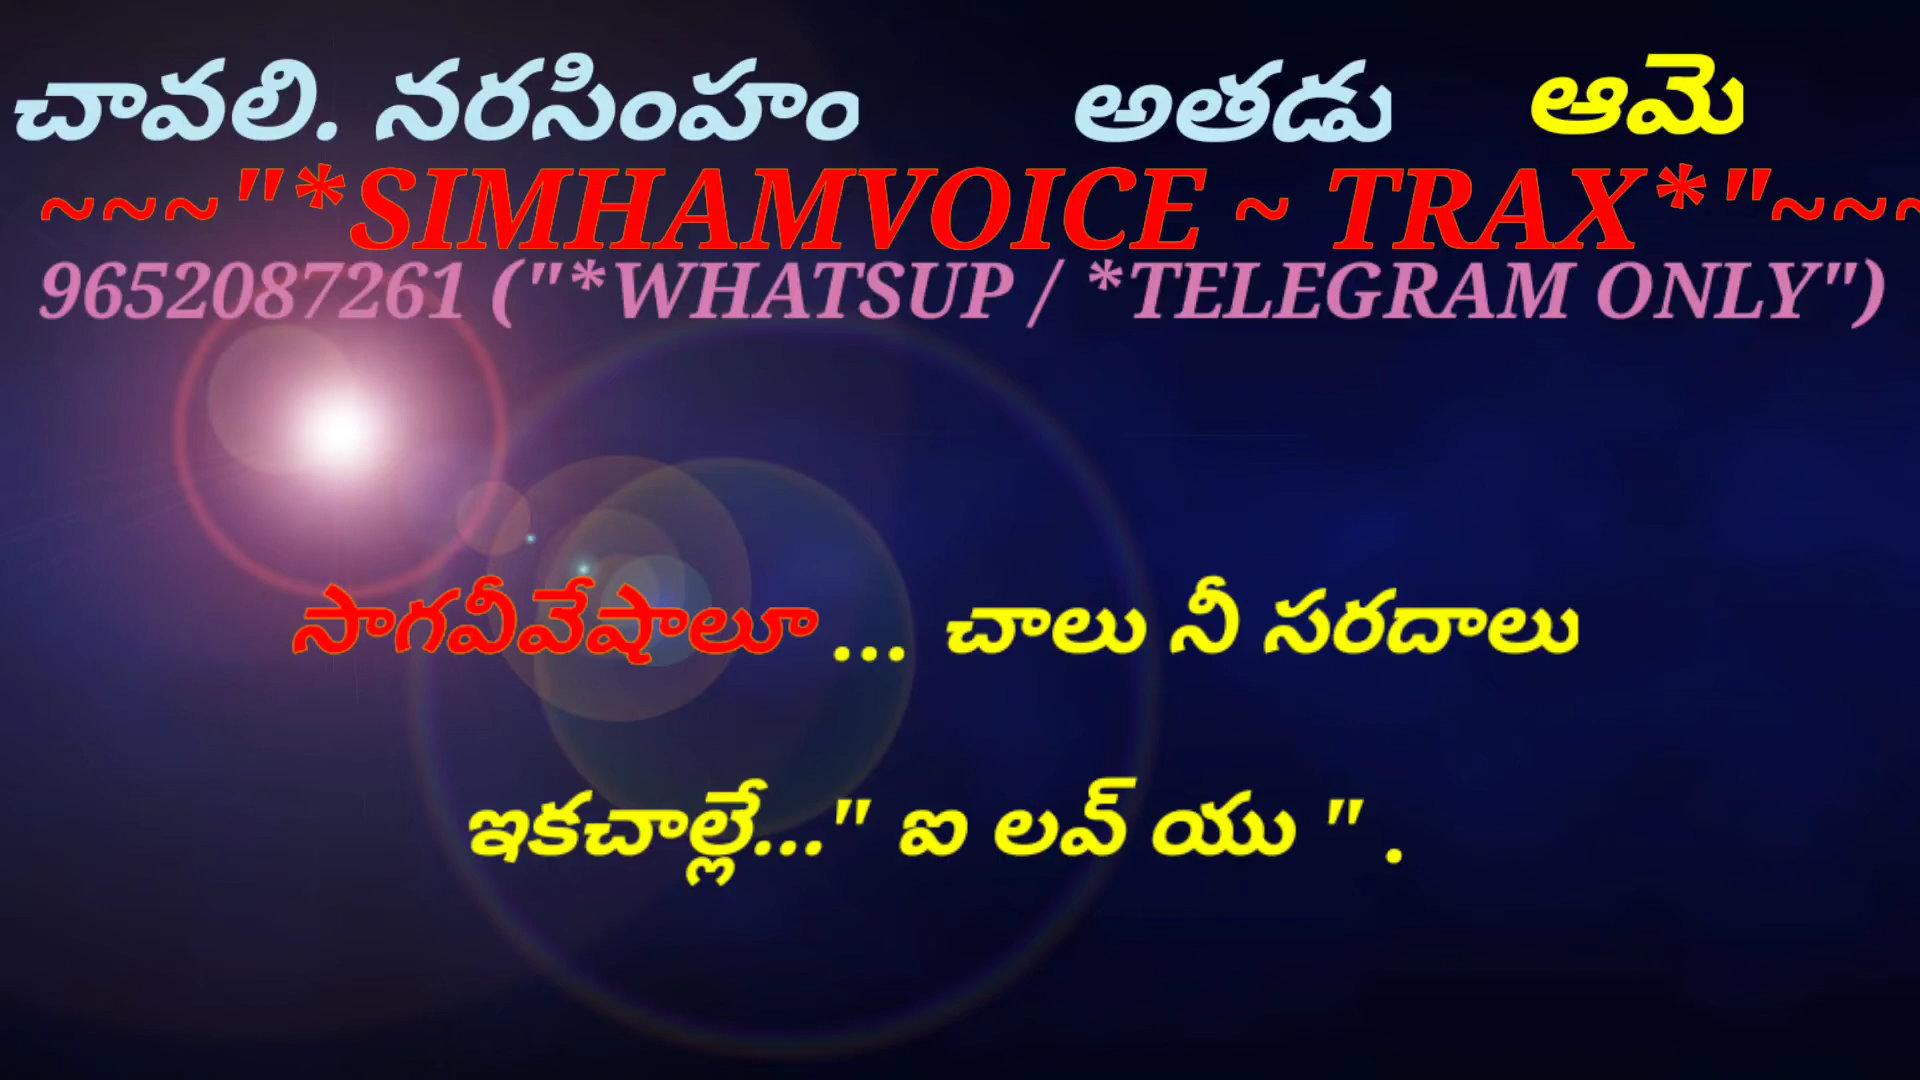 చావలి. నరసింహం అతడు ఆమె
~~~"*SIMHAMVOICE ~ TRAX*"~~~
9652087261 ("*WHATSUP / *TELEGRAM ONLY")
సాగవీవేషాలూ ... చాలు నీ సరదాలు
ఇకచాల్లే..." ఐ లవ్ యు " .